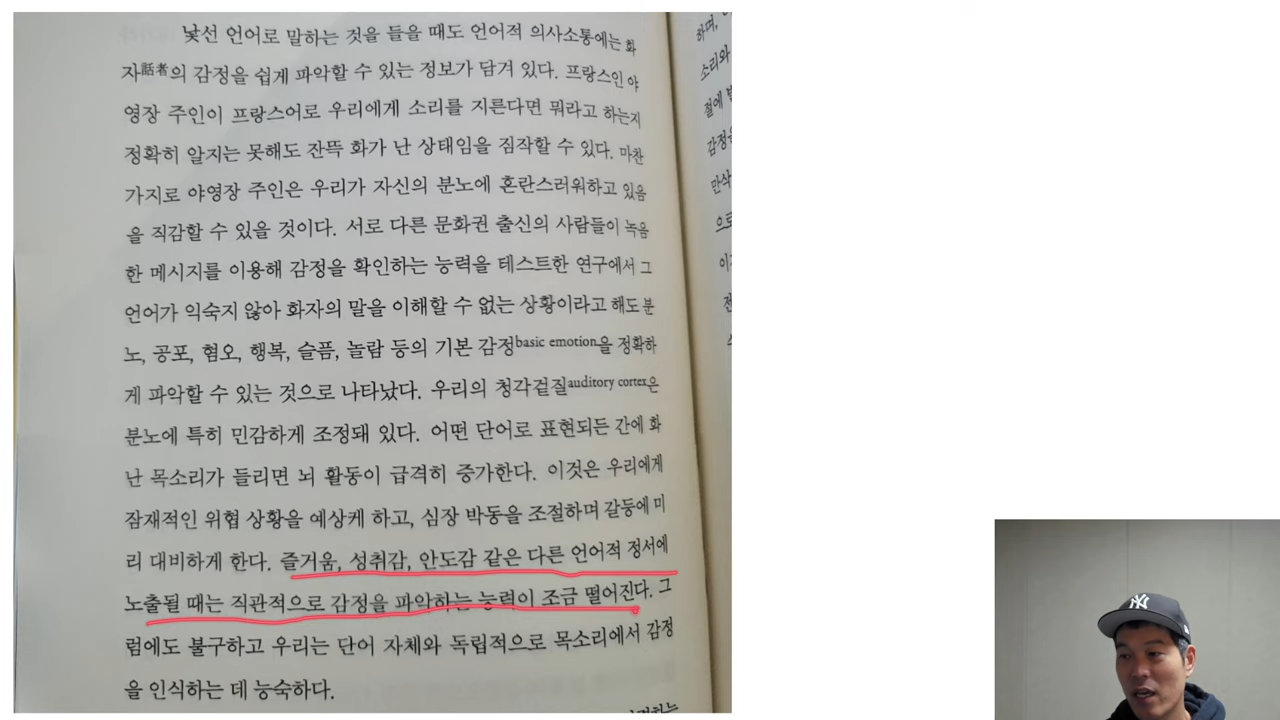 낯선 언어로 말하는 것을 들을 때도 언어적 의사소통에는 화
자話者의 감정을 쉽게 파악할 수 있는 정보가 담겨 있다. 프랑스인 야
영장 주인이 프랑스어로 우리에게 소리를 지른다면 뭐라고 하는지
정확히 알지는 못해도 잔뜩 화가 난 상태임을 짐작할 수 있다. 마찬
가지로 야영장 주인은 우리가 자신의 분노에 혼란스러워하고 있음
을 직감할 수 있을 것이다. 서로 다른 문화권 출신의 사람들이 녹음
한 메시지를 이용해 감정을 확인하는 능력을 테스트한 연구에서 그
언어가 익숙지 않아 화자의 말을 이해할 수 없는 상황이라고 해도 분
노, 공포, 혐오, 행복, 슬픔, 놀람 등의 기본 감정basic emotion을 정확하
게 파악할 수 있는 것으로 나타났다. 우리의 청각겉질auditory cortex은
분노에 특히 민감하게 조정돼 있다. 어떤 단어로 표현되든 간에 화
난 목소리가 들리면 뇌 활동이 급격히 증가한다. 이것은 우리에게
잠재적인 위협 상황을 예상케 하고, 심장 박동을 조절하며 갈등에 미
리 대비하게 한다. 즐거움, 성취감, 안도감 같은 다른 언어적 정서에
노출될 때는 직관적으로 감정을 파악하는 능력이 조금 떨어진다. 그
럼에도 불구하고 우리는 단어 자체와 독립적으로 목소리에서 감정
을 인식하는 데 능숙하다.
하며,
소리와
절에
감정을
만삭
으로
NY